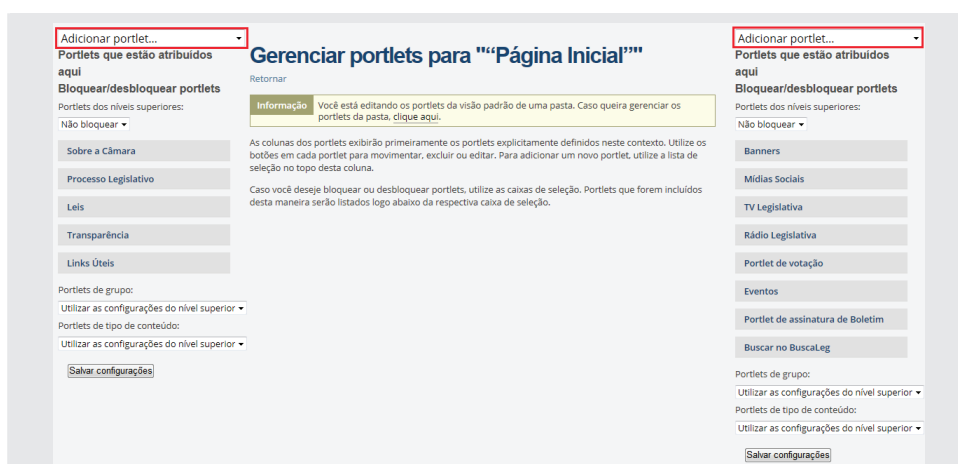 Adicionar portlet...
Portlets que estão atribuídos
aqui
Bloquear/desbloquear portlets
Portlets dos níveis superiores:
Não bloquear
Sobre a Câmara
Processo Legislativo
Leis
Transparência
Links Úteis
Portlets de grupo:
Utilizar as configurações do nível superior
Portlets de tipo de conteúdo:
Utilizar as configurações do nível superior
Salvar configurações
Gerenciar portlets para "“Página Inicial”"
Retornar
Informação Você está editando os portlets da visão padrão de uma pasta. Caso queira gerenciar os
portlets da pasta, clique aqui.
As colunas dos portlets exibirão primeiramente os portlets explicitamente definidos neste contexto. Utilize os
botões em cada portlet para movimentar, excluir ou editar. Para adicionar um novo portlet, utilize a lista de
seleção no topo desta coluna.
Caso você deseje bloquear ou desbloquear portlets, utilize as caixas de seleção. Portlets que forem incluídos
desta maneira serão listados logo abaixo da respectiva caixa de seleção.
Adicionar portlet...
Portlets que estão atribuídos
aqui
Bloquear/desbloquear portlets
Portlets dos níveis superiores:
Não bloquear
Banners
Mídias Sociais
TV Legislativa
Rádio Legislativa
Portlet de votação
Eventos
Portlet de assinatura de Boletim
Buscar no BuscaLeg
Portlets de grupo:
Utilizar as configurações do nível superior
Portlets de tipo de conteúdo:
Utilizar as configurações do nível superior
Salvar configurações